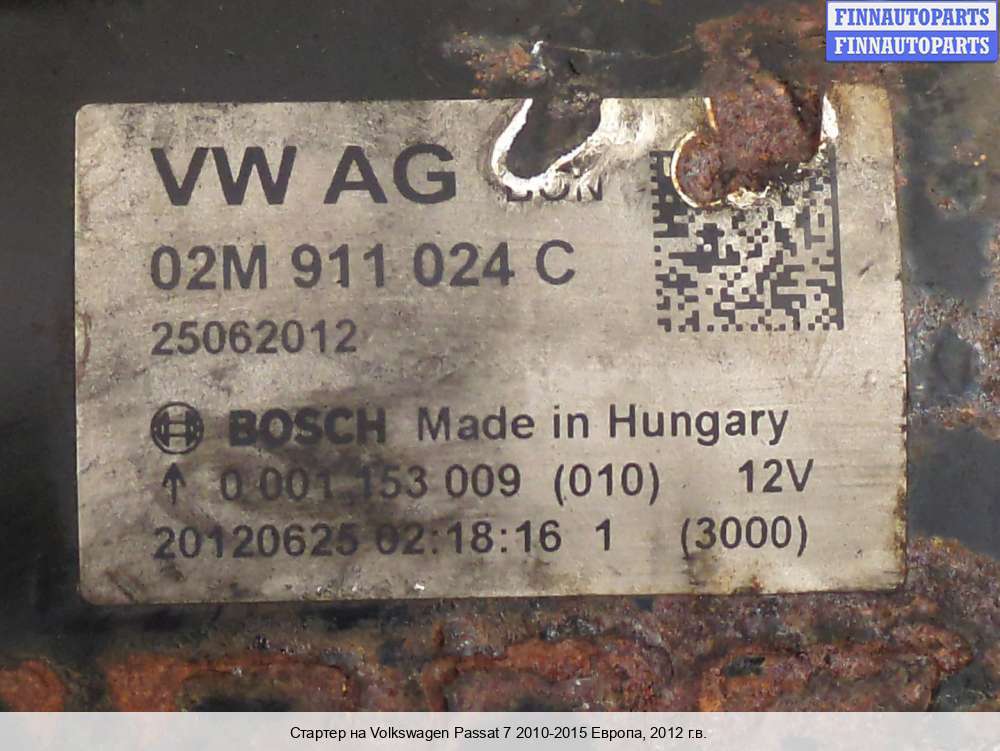 FINNAUTOPARTS
FINNAUTOPARTS
VW AG
02M 911 024 C
25062012
BOSCH Made in Hungary
↑ 0 001 153 009 (010) 12V
20120625 02:18:16 1 (3000)
Стартер на Volkswagen Passat 7 2010-2015 Европа, 2012 г.в.